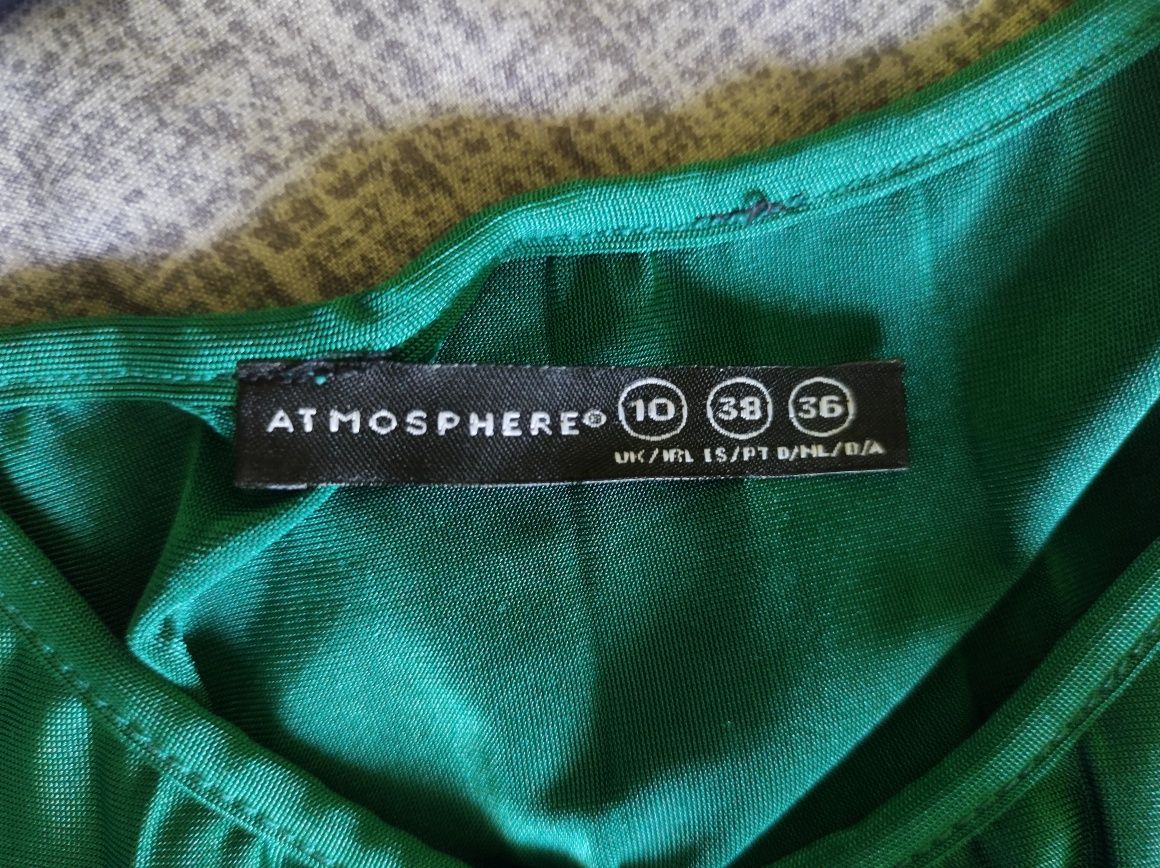 ATMOSPHERE® 10 38 36
UK/IRL ES/PT D/NL/B/A